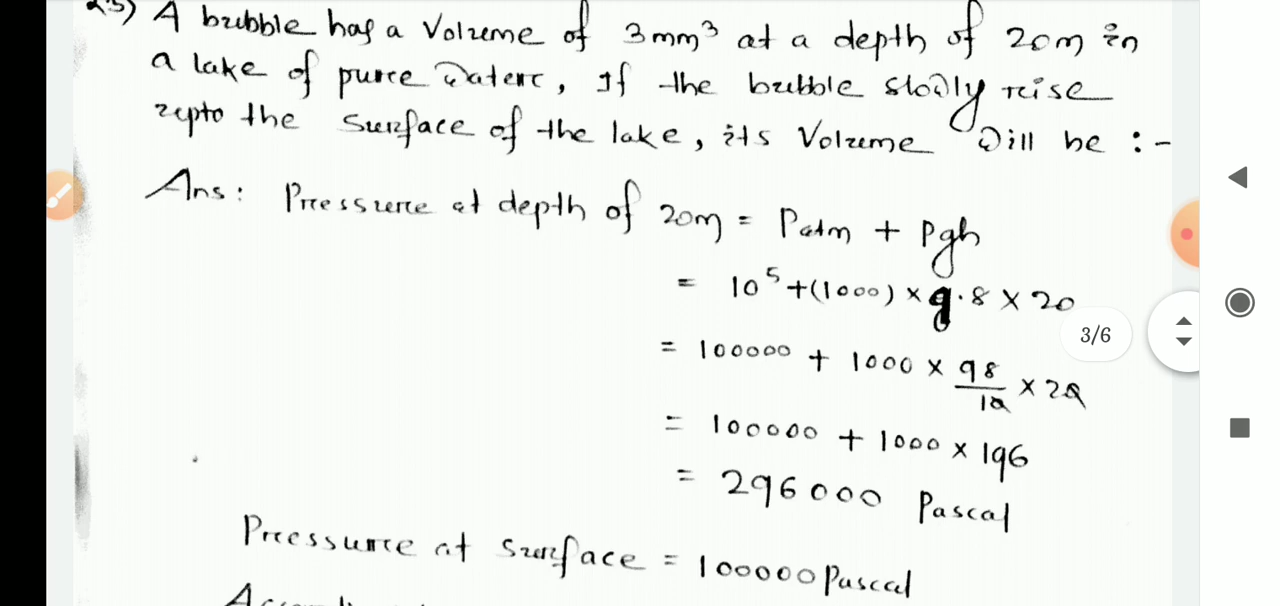 23) A bubble has a Volume of 3mm³ at a depth of 20m in
a lake of pure water, If the bubble slowly rise
upto the surface of the lake, its Volume will be :-
Ans: Pressure at depth of 20m = Patm + ρgh
= 10⁵ + (1000) × 9.8 × 20
= 100000 + 1000 × 98/10 × 20
= 100000 + 1000 × 196
= 296000 Pascal
Pressure at surface = 100000 Pascal
3/6